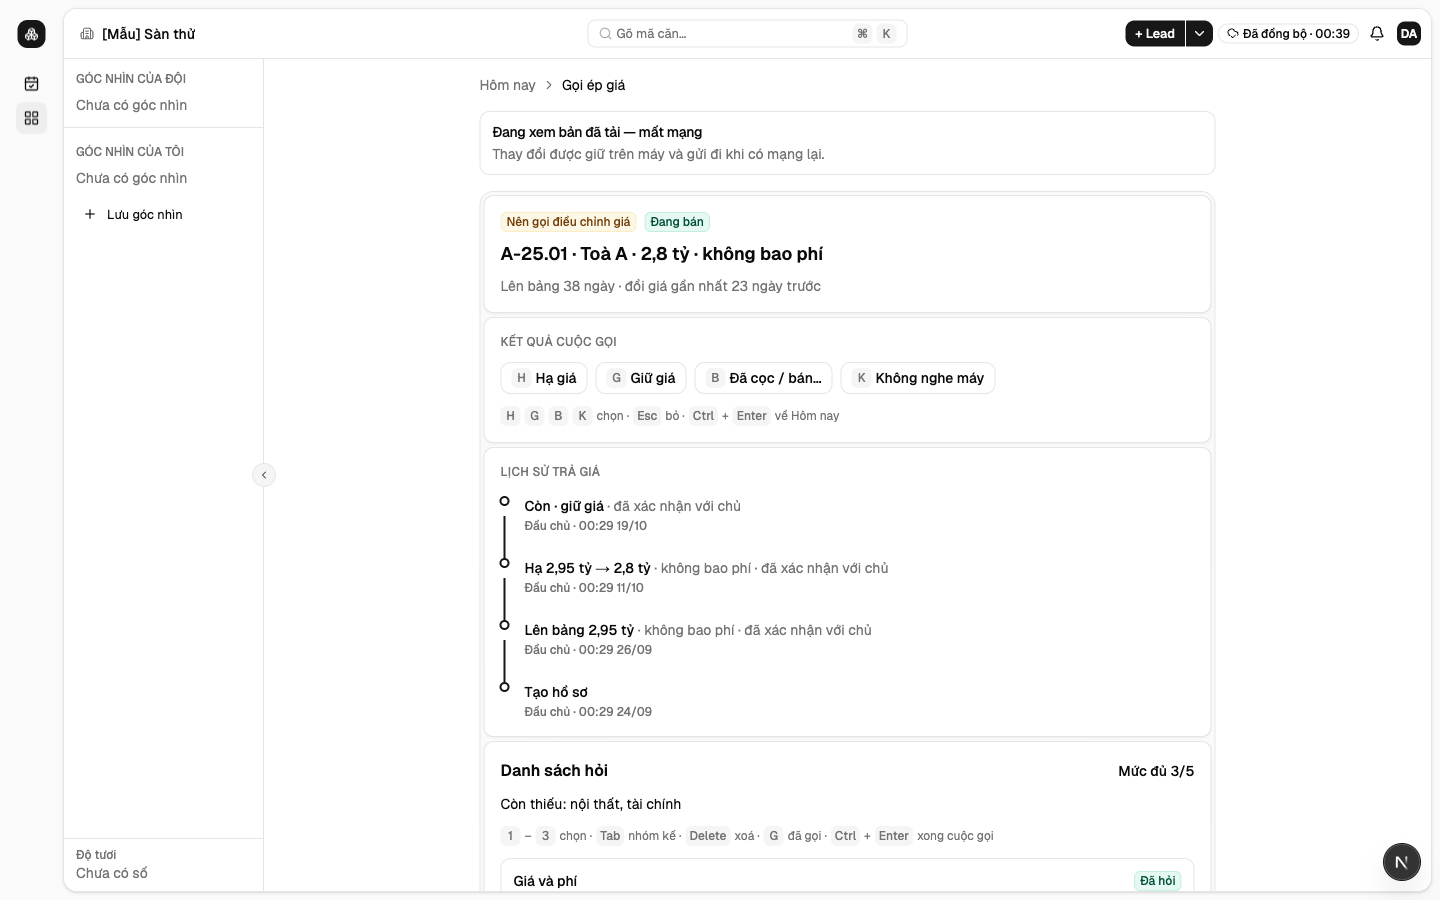 [Mẫu] Sàn thử
Gõ mã căn...
⌘ K
+ Lead
Đã đồng bộ · 00:39
DA
GÓC NHÌN CỦA ĐỘI
Chưa có góc nhìn
GÓC NHÌN CỦA TÔI
Chưa có góc nhìn
+ Lưu góc nhìn
Độ tươi
Chưa có số
Hôm nay > Gọi ép giá
Đang xem bản đã tải — mất mạng
Thay đổi được giữ trên máy và gửi đi khi có mạng lại.
Nên gọi điều chỉnh giá Đang bán
A-25.01 · Toà A · 2,8 tỷ · không bao phí
Lên bảng 38 ngày · đổi giá gần nhất 23 ngày trước
KẾT QUẢ CUỘC GỌI
H Hạ giá G Giữ giá B Đã cọc / bán... K Không nghe máy
H G B K chọn · Esc bỏ · Ctrl + Enter về Hôm nay
LỊCH SỬ TRẢ GIÁ
Còn · giữ giá · đã xác nhận với chủ
Đầu chủ · 00:29 19/10
Hạ 2,95 tỷ → 2,8 tỷ · không bao phí · đã xác nhận với chủ
Đầu chủ · 00:29 11/10
Lên bảng 2,95 tỷ · không bao phí · đã xác nhận với chủ
Đầu chủ · 00:29 26/09
Tạo hồ sơ
Đầu chủ · 00:29 24/09
Danh sách hỏi Mức đủ 3/5
Còn thiếu: nội thất, tài chính
1 – 3 chọn · Tab nhóm kế · Delete xoá · G đã gọi · Ctrl + Enter xong cuộc gọi
Giá và phí Đã hỏi
N